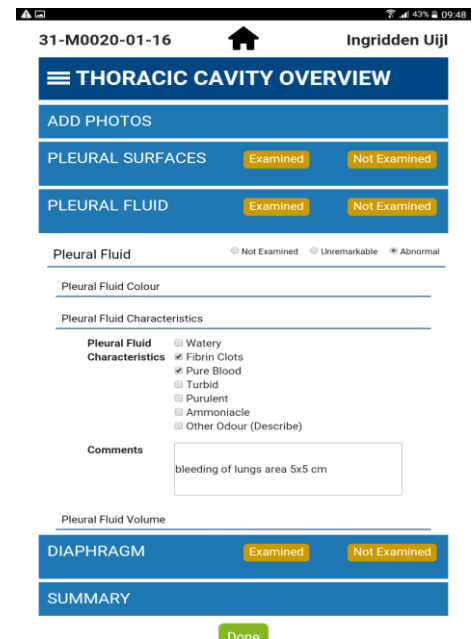 43% 09:48
31-M0020-01-16 Ingridden Uijl
THORACIC CAVITY OVERVIEW
ADD PHOTOS
PLEURAL SURFACES Examined Not Examined
PLEURAL FLUID Examined Not Examined
Pleural Fluid Not Examined Unremarkable Abnormal
Pleural Fluid Colour
Pleural Fluid Characteristics
Pleural Fluid Watery
Characteristics Fibrin Clots
Pure Blood
Turbid
Purulent
Ammoniacle
Other Odour (Describe)
Comments
bleeding of lungs area 5x5 cm
Pleural Fluid Volume
DIAPHRAGM Examined Not Examined
SUMMARY
Done